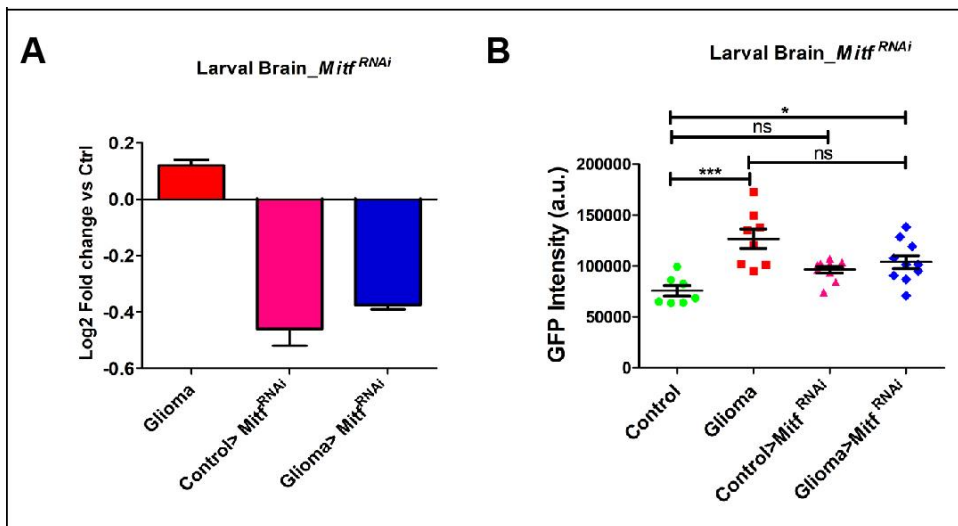 A
Larval Brain_Mitf RNAi
Log2 Fold change vs Ctrl
0.2
0.0
-0.2
-0.4
-0.6
Glioma
Control> Mitf RNAi
Glioma> Mitf RNAi
B
Larval Brain_Mitf RNAi
*
ns
ns
***
GFP Intensity (a.u.)
200000
150000
100000
50000
0
Control
Glioma
Control>Mitf RNAi
Glioma>Mitf RNAi